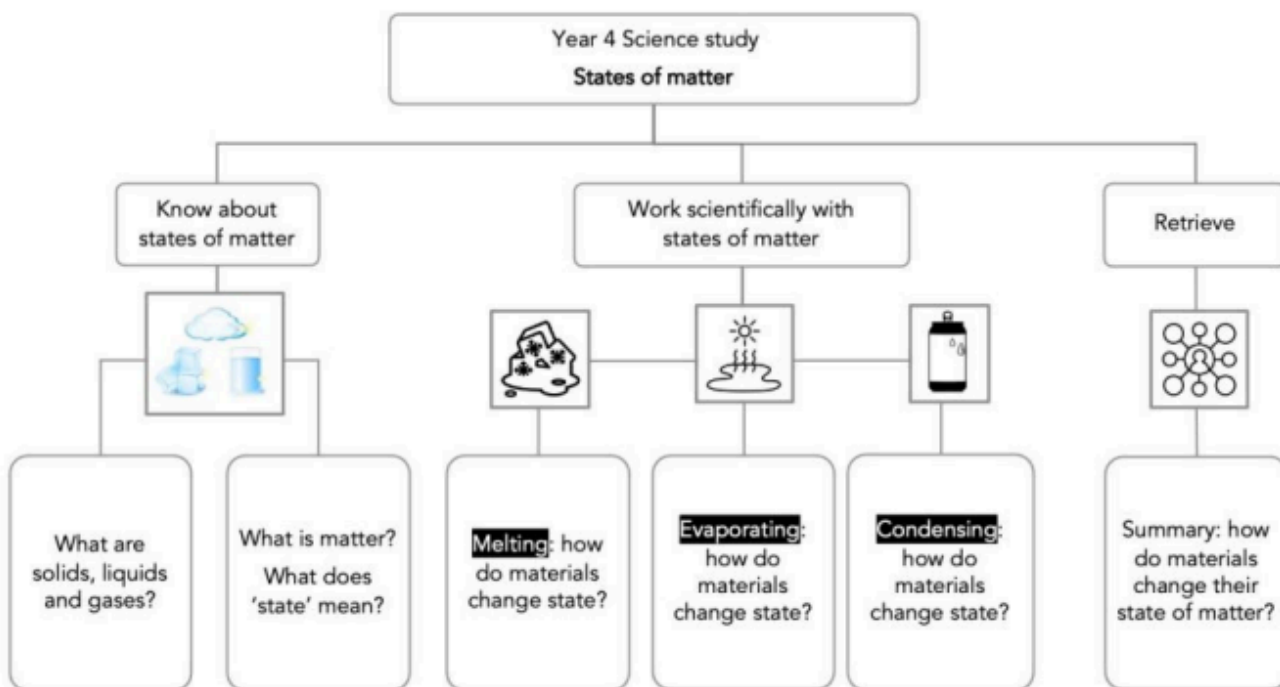 Year 4 Science study
States of matter
Know about
states of matter
Work scientifically with
states of matter
Retrieve
What are
solids, liquids
and gases?
What is matter?
What does
‘state’ mean?
Melting: how
do materials
change state?
Evaporating:
how do
materials
change state?
Condensing:
how do
materials
change state?
Summary: how
do materials
change their
state of matter?